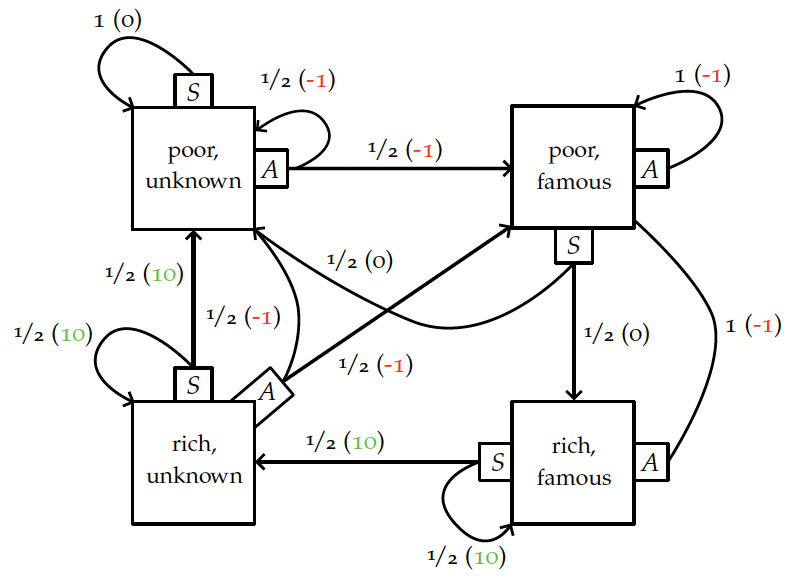 1 (0)
S
1/2 (-1)
1 (-1)
poor,
unknown
A
1/2 (-1)
poor,
famous
A
S
1/2 (0)
1/2 (10)
1/2 (-1)
1/2 (0)
1 (-1)
1/2 (10)
1/2 (-1)
S
A
rich,
unknown
1/2 (10)
S
rich,
famous
A
1/2 (10)